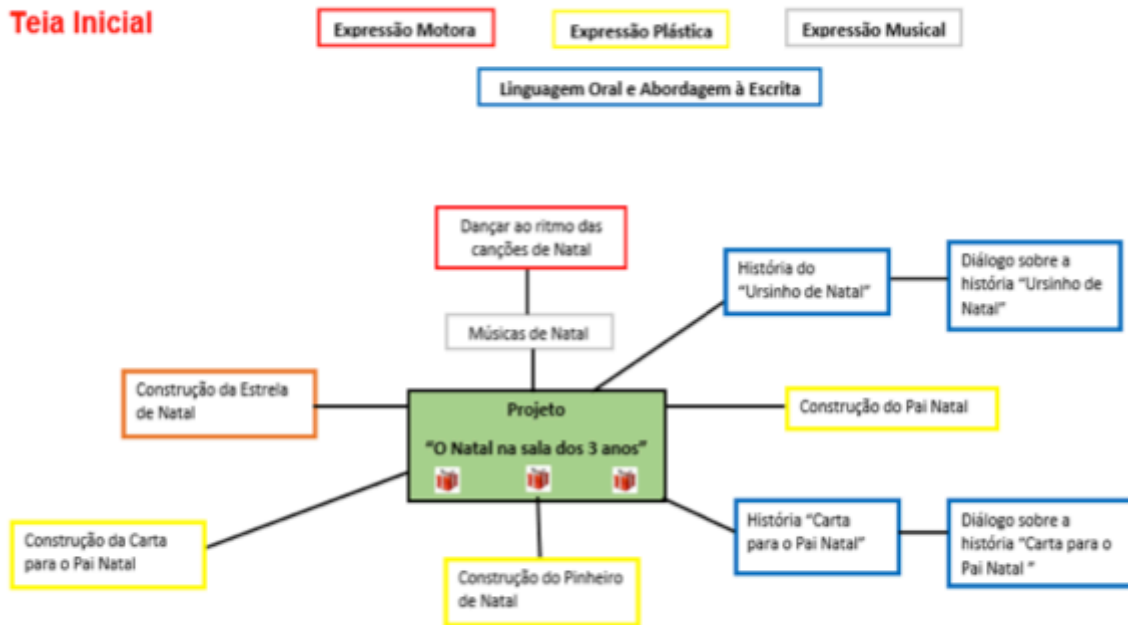 Teia Inicial
Expressão Motora
Expressão Plástica
Expressão Musical
Linguagem Oral e Abordagem à Escrita
Dançar ao ritmo das
canções de Natal
História do
"Ursinho de Natal"
Diálogo sobre a
história "Ursinho de
Natal"
Músicas de Natal
Construção da Estrela
de Natal
Projeto
"O Natal na sala dos 3 anos"
Construção do Pai Natal
Construção da Carta
para o Pai Natal
Construção do Pinheiro
de Natal
História "Carta
para o Pai Natal"
Diálogo sobre a
história "Carta para o
Pai Natal "